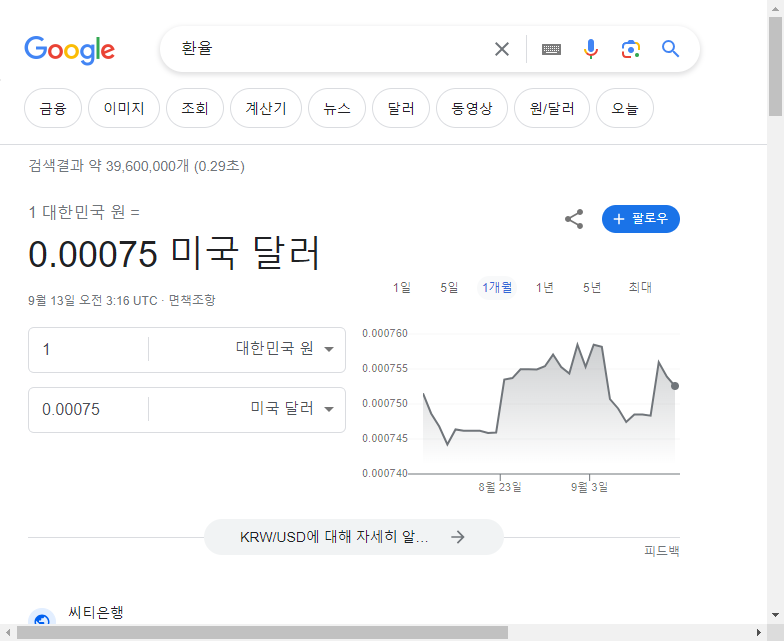 Google
환율
금융 이미지 조회 계산기 뉴스 달러 동영상 원/달러 오늘
검색결과 약 39,600,000개 (0.29초)
1 대한민국 원 =
0.00075 미국 달러
팔로우
9월 13일 오전 3:16 UTC · 면책조항
1일 5일 1개월 1년 5년 최대
1 대한민국 원
0.00075 미국 달러
0.000760
0.000755
0.000750
0.000745
0.000740
8월 23일 9월 3일
KRW/USD에 대해 자세히 알...
피드백
씨티은행